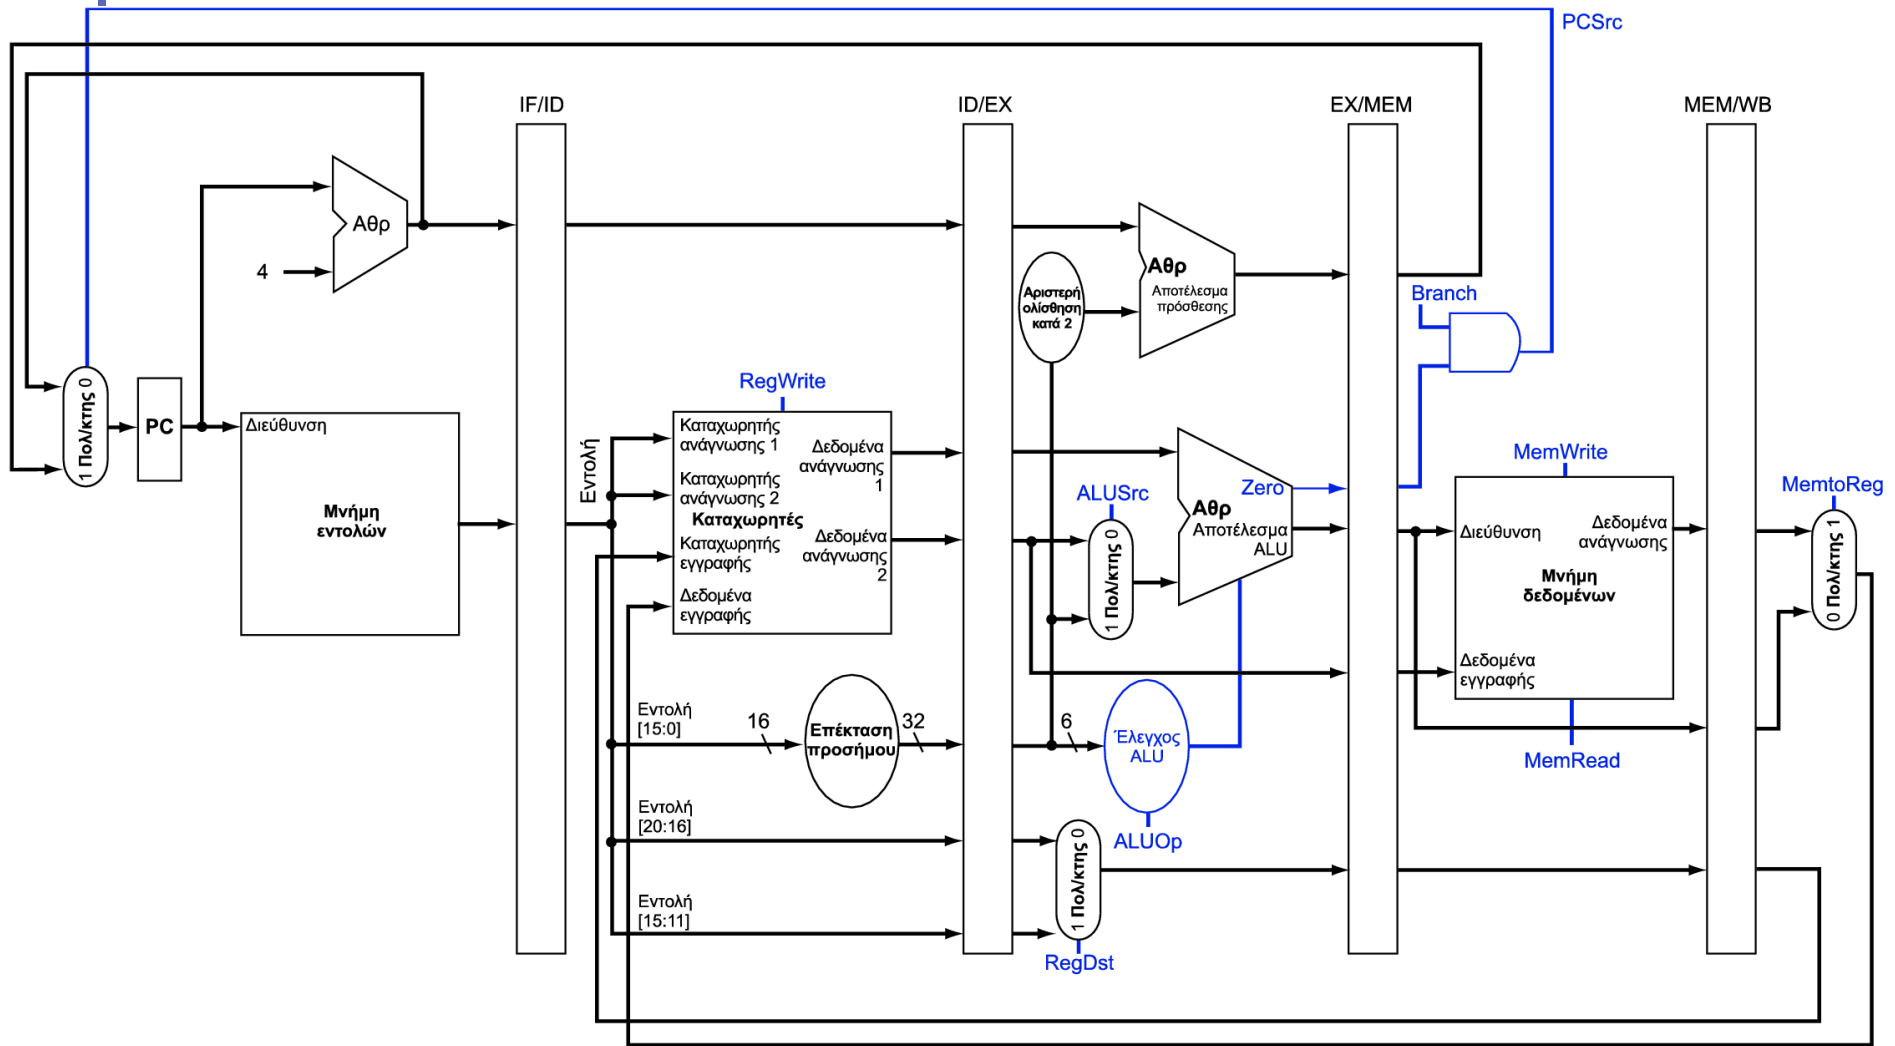 PCSrc
IF/ID
ID/EX
EX/MEM
MEM/WB
Αθρ
4
Αθρ
Αποτέλεσμα
πρόσθεσης
Αριστερή
ολίσθηση
κατά 2
Branch
1 Πολ/κτης 0
PC
Διεύθυνση
Μνήμη
εντολών
Εντολή
RegWrite
Καταχωρητής
ανάγνωσης 1
Καταχωρητής
ανάγνωσης 2
Καταχωρητές
Καταχωρητής
εγγραφής
Δεδομένα
εγγραφής
Δεδομένα
ανάγνωσης
1
Δεδομένα
ανάγνωσης
2
ALUSrc
1 Πολ/κτης 0
Zero
Αθρ
Αποτέλεσμα
ALU
MemWrite
Διεύθυνση
Δεδομένα
ανάγνωσης
Μνήμη
δεδομένων
Δεδομένα
εγγραφής
MemRead
MemtoReg
0 Πολ/κτης 1
Εντολή
[15:0]
16
Επέκταση
προσήμου
32
6
Έλεγχος
ALU
ALUOp
Εντολή
[20:16]
Εντολή
[15:11]
1 Πολ/κτης 0
RegDst